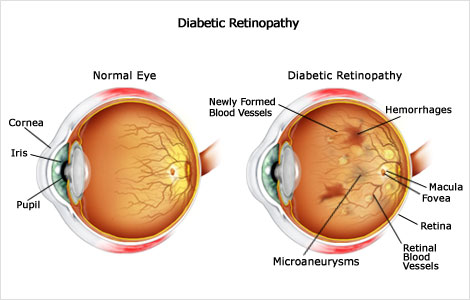 Diabetic Retinopathy
Normal Eye
Cornea
Iris
Pupil
Diabetic Retinopathy
Newly Formed
Blood Vessels
Hemorrhages
Macula
Fovea
Retina
Retinal
Blood
Vessels
Microaneurysms